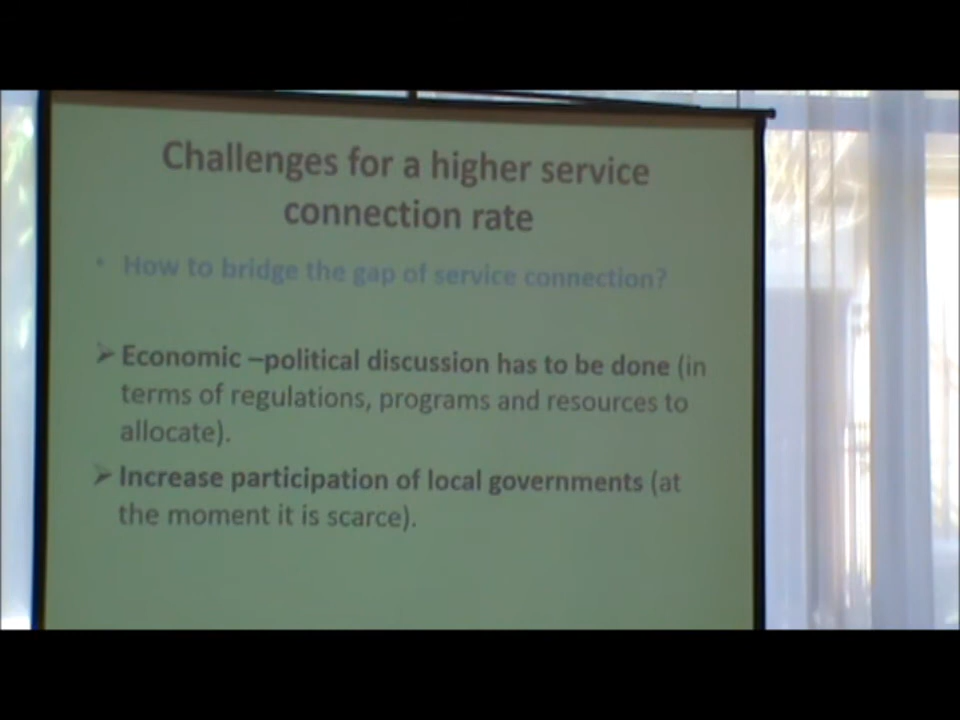 Challenges for a higher service
connection rate
• How to bridge the gap of service connection?
➢ Economic –political discussion has to be done (in
terms of regulations, programs and resources to
allocate).
➢ Increase participation of local governments (at
the moment it is scarce).